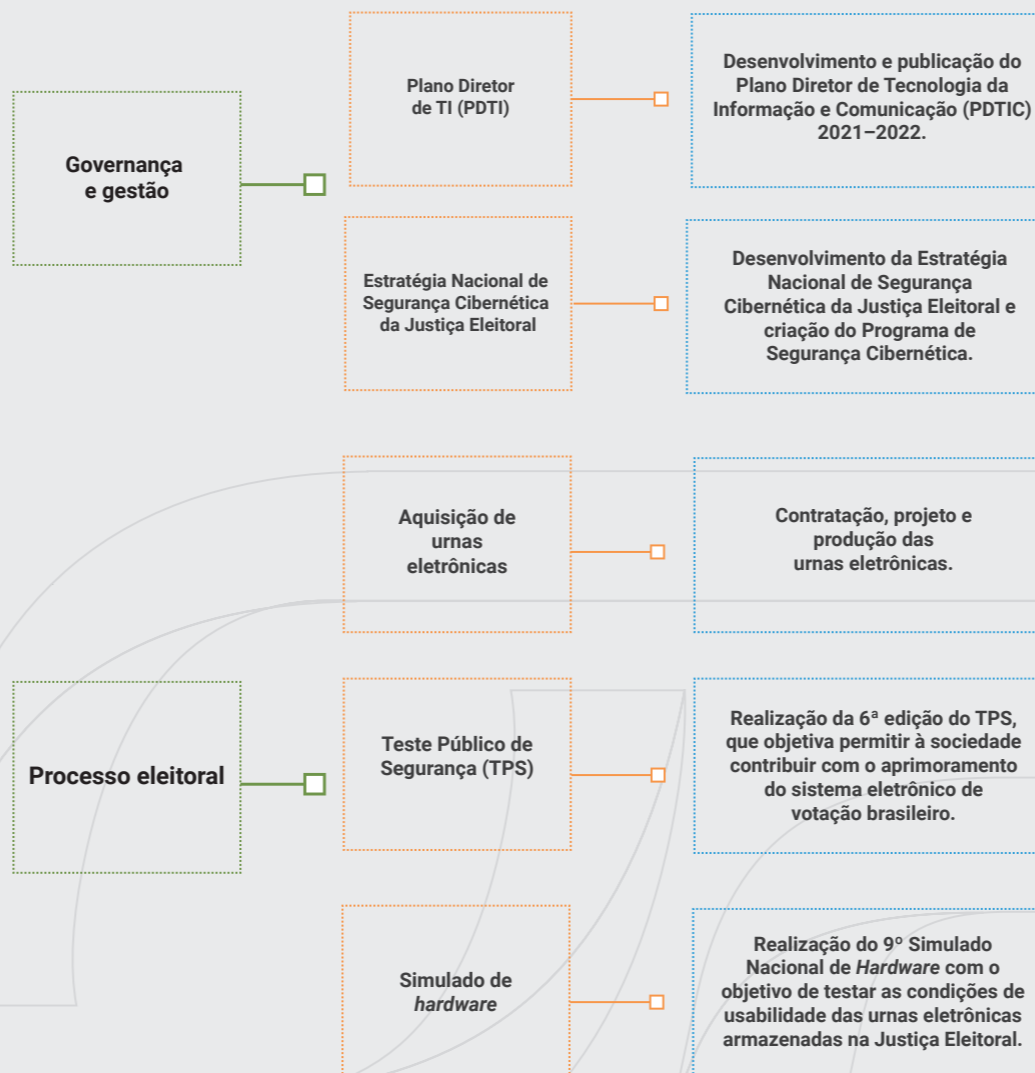 Governança
e gestão
Plano Diretor
de TI (PDTI)
Desenvolvimento e publicação do
Plano Diretor de Tecnologia da
Informação e Comunicação (PDTIC)
2021–2022.
Estratégia Nacional de
Segurança Cibernética
da Justiça Eleitoral
Desenvolvimento da Estratégia
Nacional de Segurança
Cibernética da Justiça Eleitoral e
criação do Programa de
Segurança Cibernética.
Processo eleitoral
Aquisição de
urnas
eletrônicas
Contratação, projeto e
produção das
urnas eletrônicas.
Teste Público de
Segurança (TPS)
Realização da 6ª edição do TPS,
que objetiva permitir à sociedade
contribuir com o aprimoramento
do sistema eletrônico de
votação brasileiro.
Simulado de
hardware
Realização do 9º Simulado
Nacional de Hardware com o
objetivo de testar as condições de
usabilidade das urnas eletrônicas
armazenadas na Justiça Eleitoral.